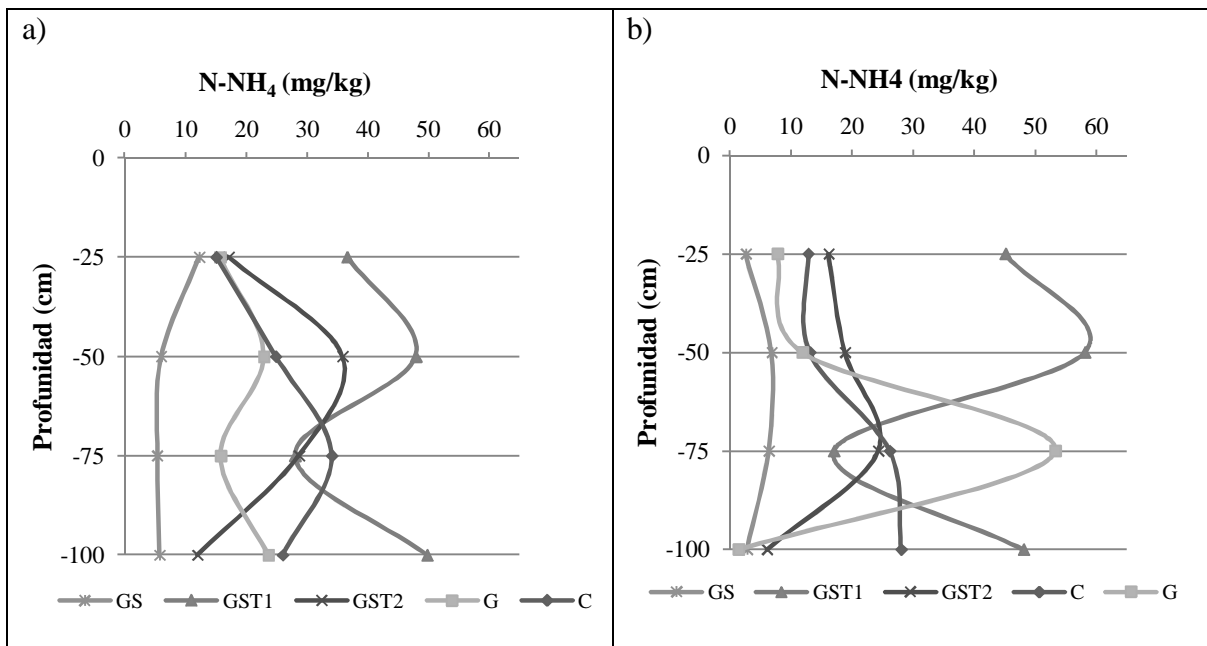 a)
N-NH₄ (mg/kg)
0 10 20 30 40 50 60
0
-25
-50
-75
-100
Profunidad (cm)
GS GST1 GST2 G C
b)
N-NH4 (mg/kg)
0 10 20 30 40 50 60
0
-25
-50
-75
-100
Profunidad (cm)
GS GST1 GST2 C G